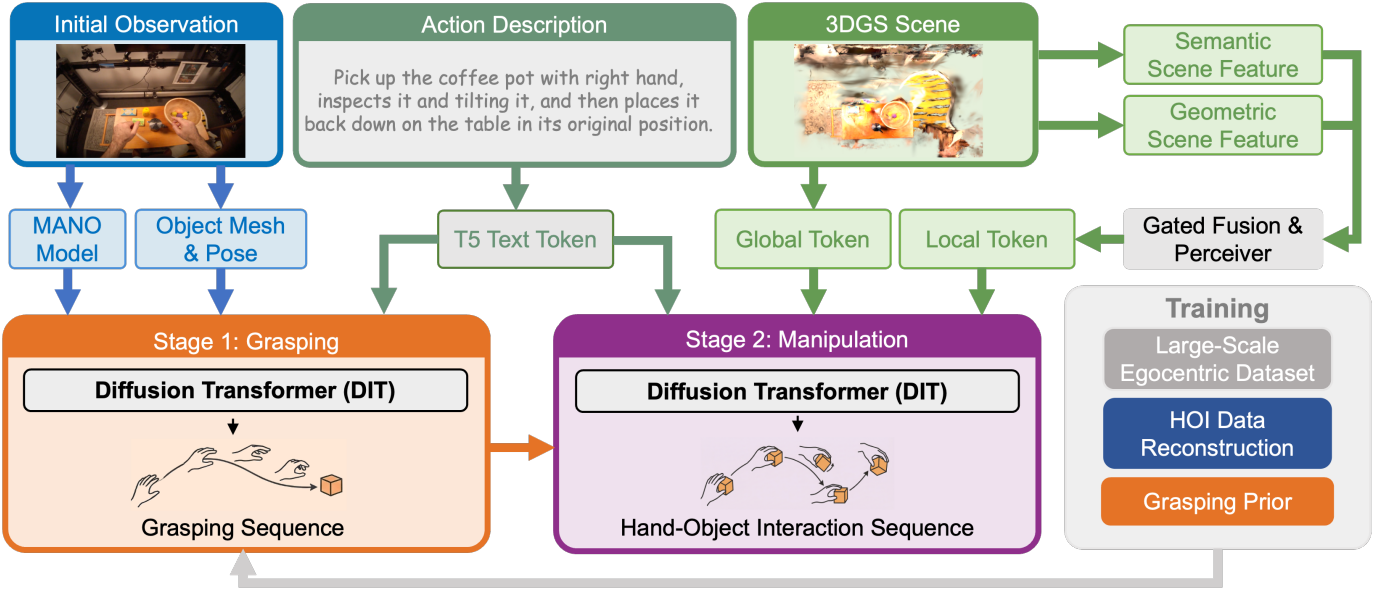 Initial Observation
Action Description
Pick up the coffee pot with right hand,
inspects it and tilting it, and then places it
back down on the table in its original position.
3DGS Scene
Semantic
Scene Feature
Geometric
Scene Feature
MANO
Model
Object Mesh
& Pose
T5 Text Token
Global Token
Local Token
Gated Fusion &
Perceiver
Stage 1: Grasping
Diffusion Transformer (DIT)
Grasping Sequence
Stage 2: Manipulation
Diffusion Transformer (DIT)
Hand-Object Interaction Sequence
Training
Large-Scale
Egocentric Dataset
HOI Data
Reconstruction
Grasping Prior